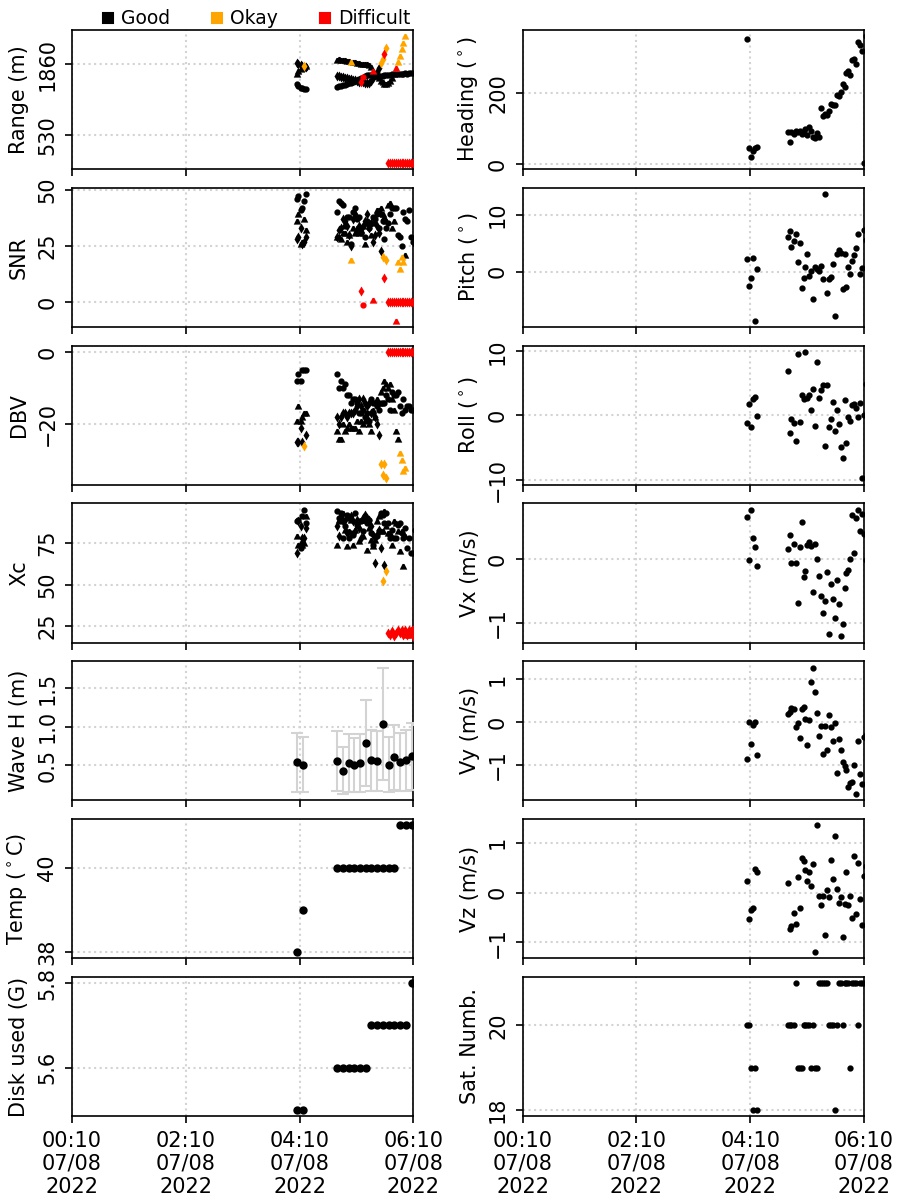 Good Okay Difficult
Range (m)
1860
530
Heading (°)
200
0
SNR
50
25
0
Pitch (°)
10
0
DBV
0
−20
Roll (°)
10
0
−10
Xc
75
50
25
Vx (m/s)
0
−1
Wave H (m)
1.5
1.0
0.5
Vy (m/s)
1
0
−1
Temp (°C)
40
38
Vz (m/s)
1
0
−1
Disk used (G)
5.8
5.6
Sat. Numb.
20
18
00:10 02:10 04:10 06:10 00:10 02:10 04:10 06:10
07/08 07/08 07/08 07/08 07/08 07/08 07/08 07/08
2022 2022 2022 2022 2022 2022 2022 2022